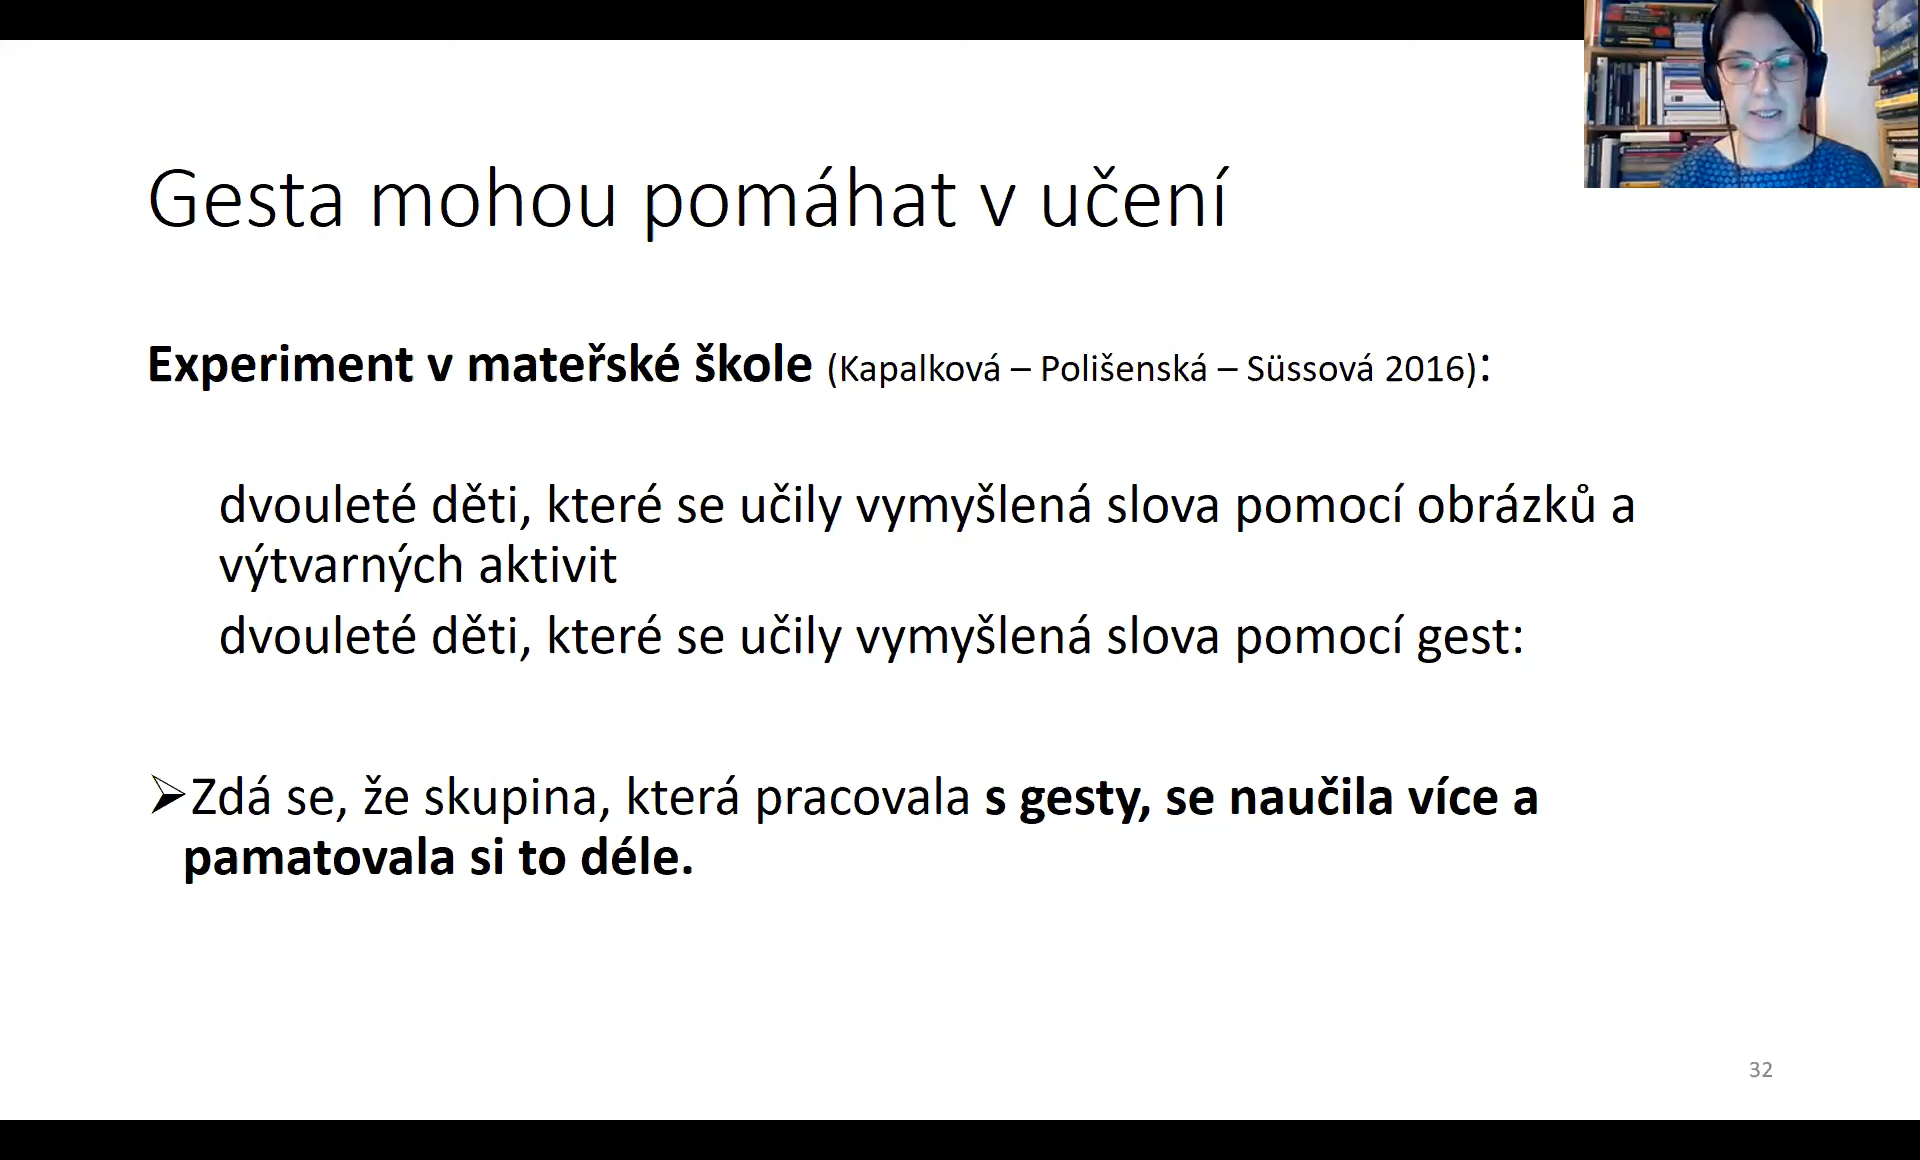 Gesta mohou pomáhat v učení
Experiment v mateřské škole (Kapalková – Polišenská – Süssová 2016):
dvouleté děti, které se učily vymyšlená slova pomocí obrázků a
výtvarných aktivit
dvouleté děti, které se učily vymyšlená slova pomocí gest:
➢Zdá se, že skupina, která pracovala s gesty, se naučila více a
pamatovala si to déle.
32